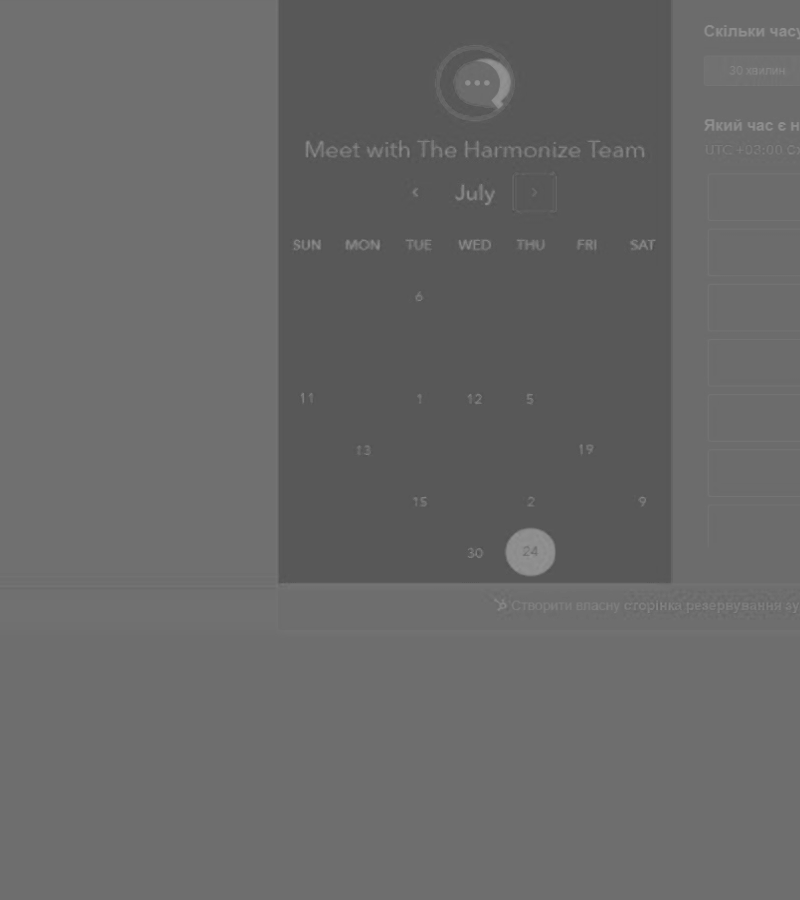 Meet with The Harmonize Team
July
SUN MON TUE WED THU FRI SAT
6
11 1 12 5
13 19
15 2 9
30 24
Скільки часу
30 хвилин
Який час є н
UTC +03:00
Створити власну сторінка резервування